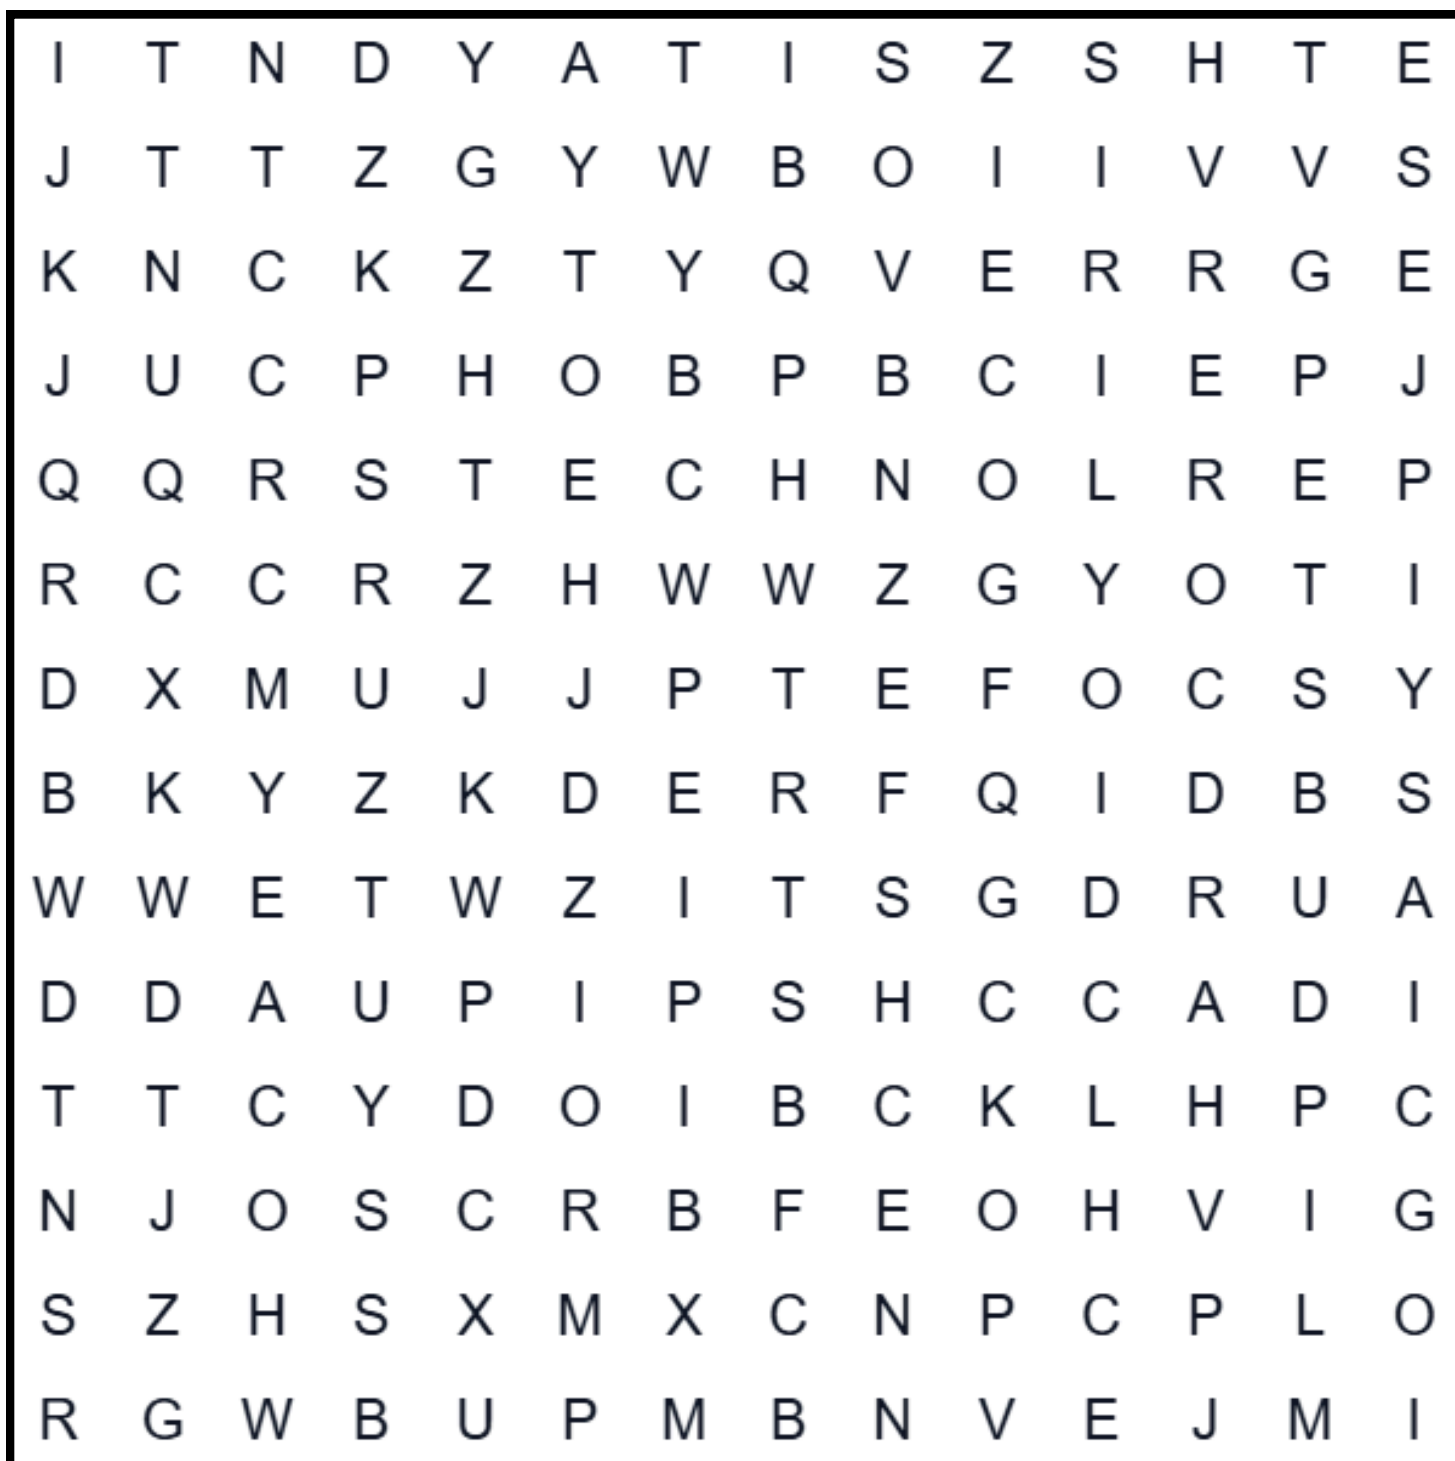 I T N D Y A T I S Z S H T E
J T T Z G Y W B O I I V V S
K N C K Z T Y Q V E R R G E
J U C P H O B P B C I E P J
Q Q R S T E C H N O L R E P
R C C R Z H W W Z G Y O T I
D X M U J J P T E F O C S Y
B K Y Z K D E R F Q I D B S
W W E T W Z I T S G D R U A
D D A U P I P S H C C A D I
T T C Y D O I B C K L H P C
N J O S C R B F E O H V I G
S Z H S X M X C N P C P L O
R G W B U P M B N V E J M I